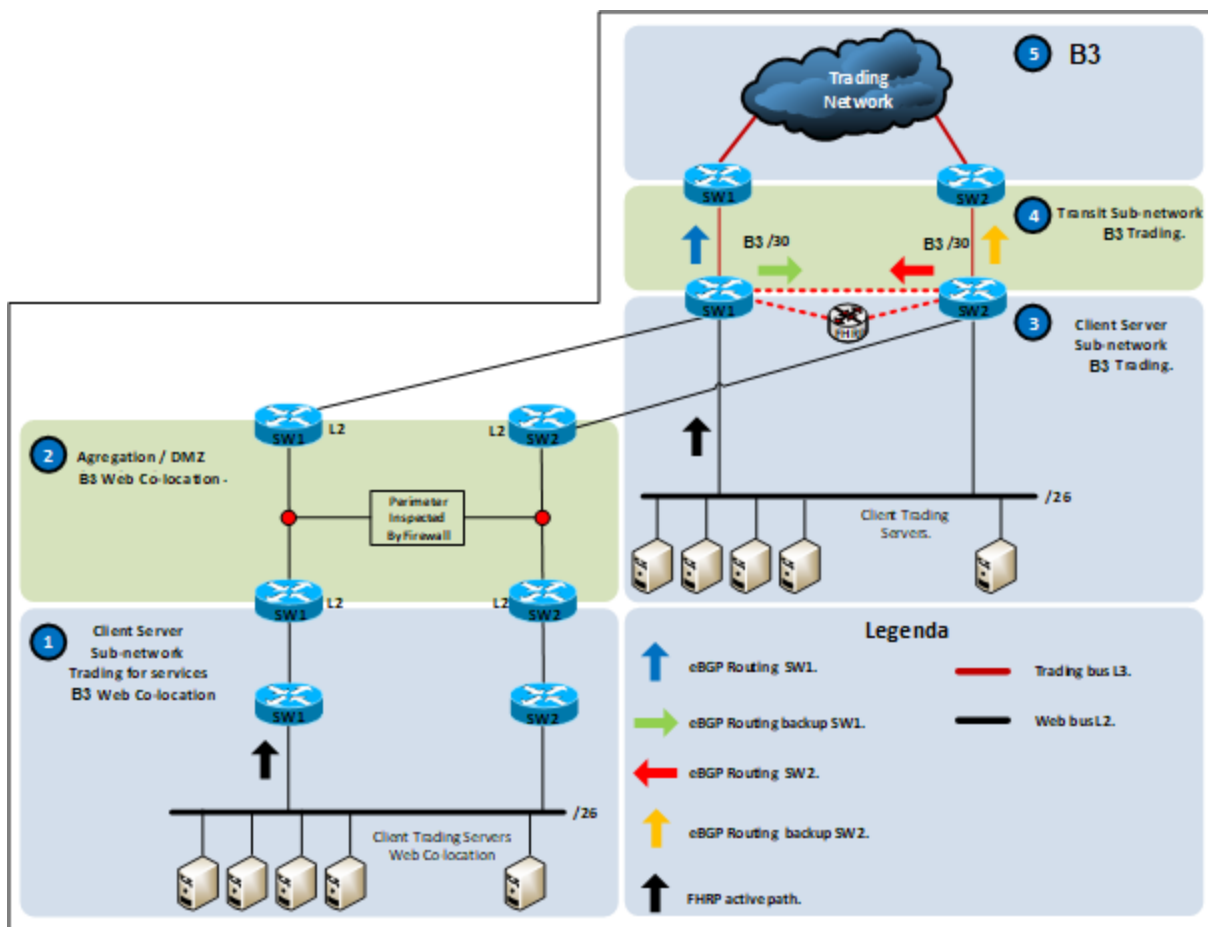 5 B3
Trading
Network
SW1
SW2
4 Transit Sub-network
B3 Trading.
B3 /30
B3 /30
SW1
SW2
FHRP
3 Client Server
Sub-network
B3 Trading.
SW1
L2
L2
SW2
2 Agregation / DMZ
B3 Web Co-location -
Perimeter
Inspected
By Firewall
/26
Client Trading
Servers.
SW1
L2
L2
SW2
1 Client Server
Sub-network
Trading for services
B3 Web Co-location
SW1
SW2
/26
Client Trading Servers
Web Co-location
Legenda
eBGP Routing SW1.
Trading bus L3.
eBGP Routing backup SW1.
Web bus L2.
eBGP Routing SW2.
eBGP Routing backup SW2.
FHRP active path.